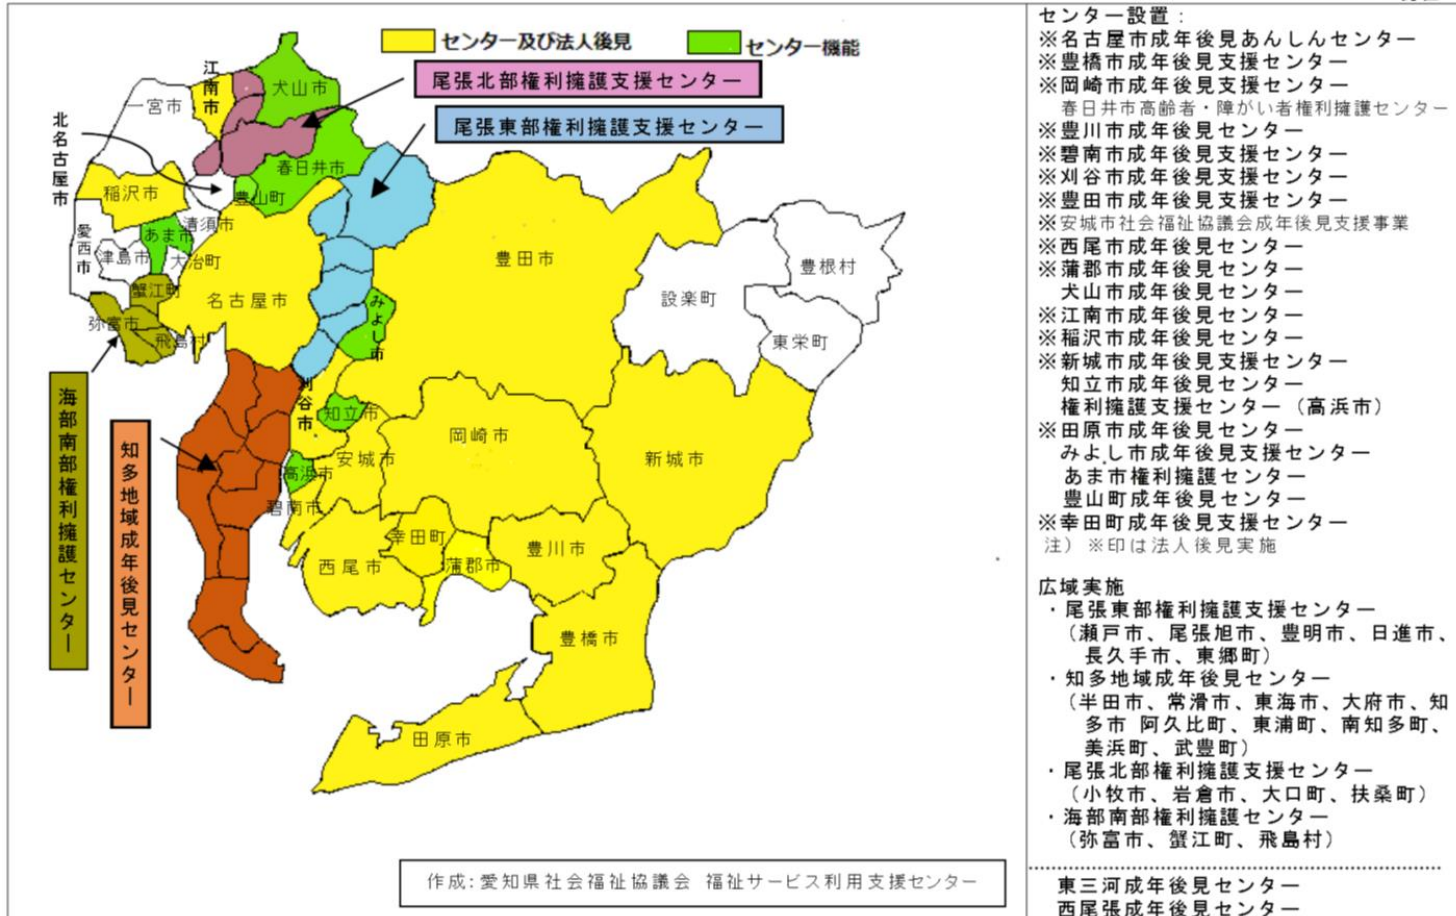 センター及び法人後見
センター機能
尾張北部権利擁護支援センター
尾張東部権利擁護支援センター
江南市
犬山市
一宮市
北名古屋市
春日井市
稲沢市
豊山町
清須市
愛西市
あま市
津島市
大治町
蟹江町
名古屋市
弥富市
飛島村
豊田市
みよし市
設楽町
豊根村
東栄町
刈谷市
知立市
岡崎市
安城市
新城市
高浜市
碧南市
幸田町
西尾市
蒲郡市
豊川市
豊橋市
田原市
海部南部権利擁護センター
知多地域成年後見センター
作成:愛知県社会福祉協議会 福祉サービス利用支援センター
センター設置:
※名古屋市成年後見あんしんセンター
※豊橋市成年後見支援センター
※岡崎市成年後見支援センター
春日井市高齢者・障がい者権利擁護センター
※豊川市成年後見センター
※碧南市成年後見支援センター
※刈谷市成年後見支援センター
※豊田市成年後見支援センター
※安城市社会福祉協議会成年後見支援事業
※西尾市成年後見センター
※蒲郡市成年後見センター
犬山市成年後見センター
※江南市成年後見センター
※稲沢市成年後見センター
※新城市成年後見支援センター
知立市成年後見センター
権利擁護支援センター(高浜市)
※田原市成年後見センター
みよし市成年後見支援センター
あま市権利擁護センター
豊山町成年後見センター
※幸田町成年後見支援センター
注)※印は法人後見実施
広域実施
・尾張東部権利擁護支援センター
(瀬戸市、尾張旭市、豊明市、日進市、
長久手市、東郷町)
・知多地域成年後見センター
(半田市、常滑市、東海市、大府市、知
多市 阿久比町、東浦町、南知多町、
美浜町、武豊町)
・尾張北部権利擁護支援センター
(小牧市、岩倉市、大口町、扶桑町)
・海部南部権利擁護センター
(弥富市、蟹江町、飛島村)
東三河成年後見センター
西尾張成年後見センター